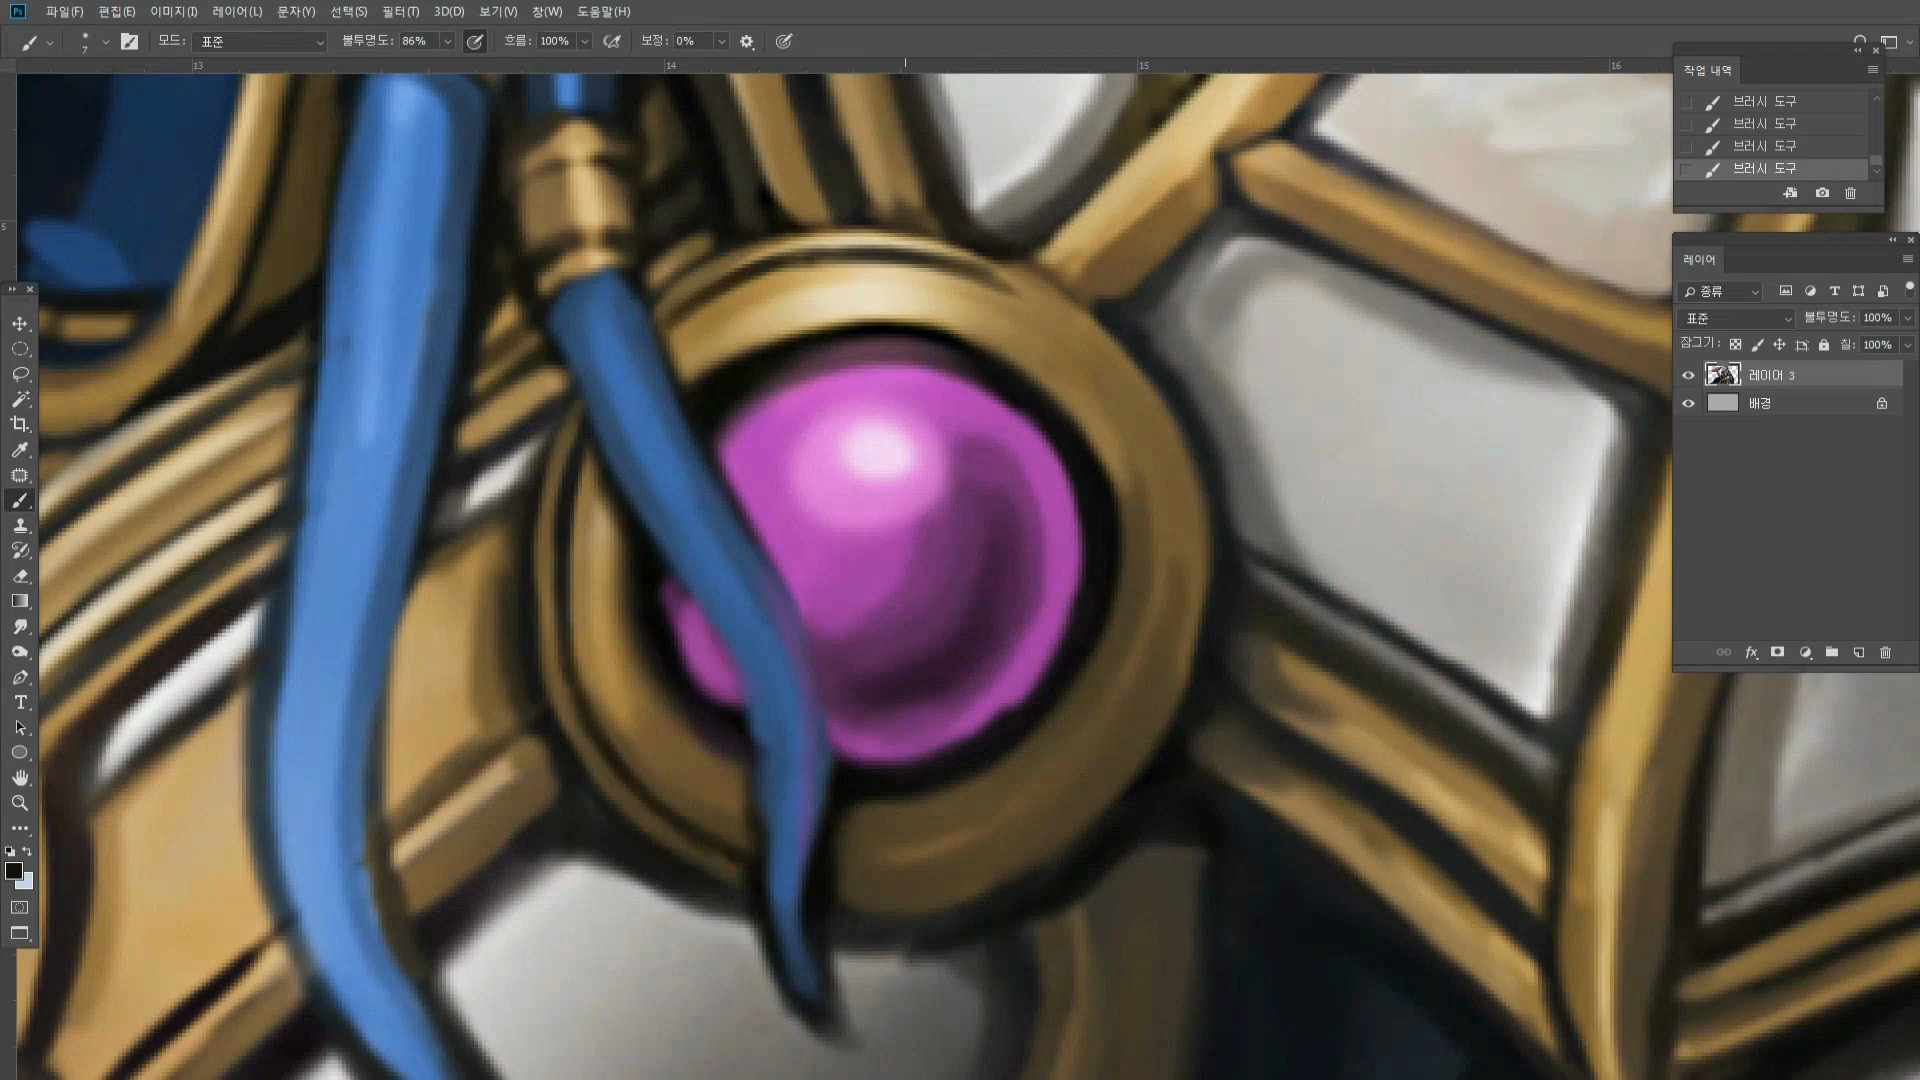 Ps 파일(F) 편집(E) 이미지(I) 레이어(L) 문자(Y) 선택(S) 필터(T) 3D(D) 보기(V) 창(W) 도움말(H)
7 모드: 표준 불투명도: 86% 흐름: 100% 보정: 0%
13 14 15 16
5
작업 내역
브러시 도구
브러시 도구
브러시 도구
브러시 도구
레이어
종류
표준 불투명도: 100%
잠그기: 칠: 100%
레이어 3
배경
fx